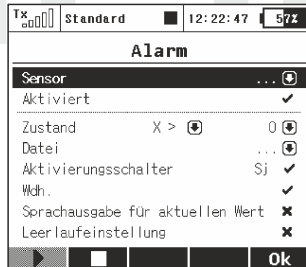 Tx Standard 12:22:47 57%
Alarm
Sensor ...
Aktiviert
Zustand X > 0
Datei ...
Aktivierungsschalter Sj
Wdh.
Sprachausgabe für aktuellen Wert
Leerlaufeinstellung
Ok